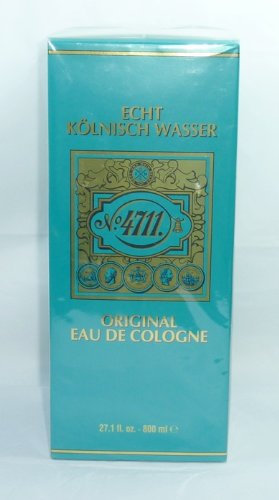 ECHT
KÖLNISCH WASSER
Nº 4711.
ORIGINAL
EAU DE COLOGNE
27.1 fl. oz. - 800 ml ℮